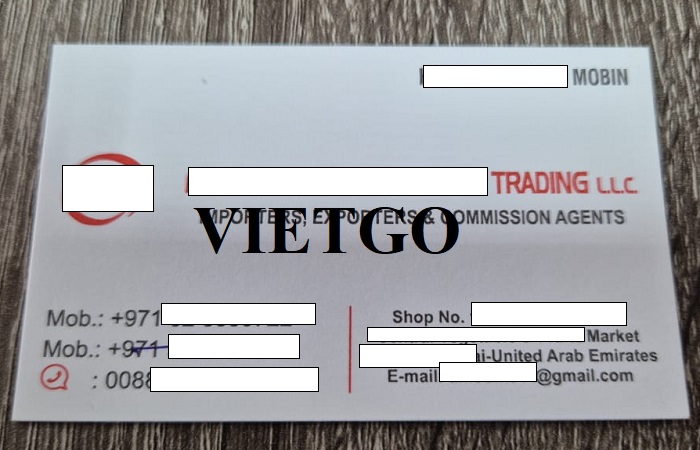 MOBIN
TRADING L.L.C.
IMPORTERS, EXPORTERS & COMMISSION AGENTS
VIETGO
Mob.: +971
Mob.: +971
: 0088
Shop No.
Market
United Arab Emirates
E-mail @gmail.com